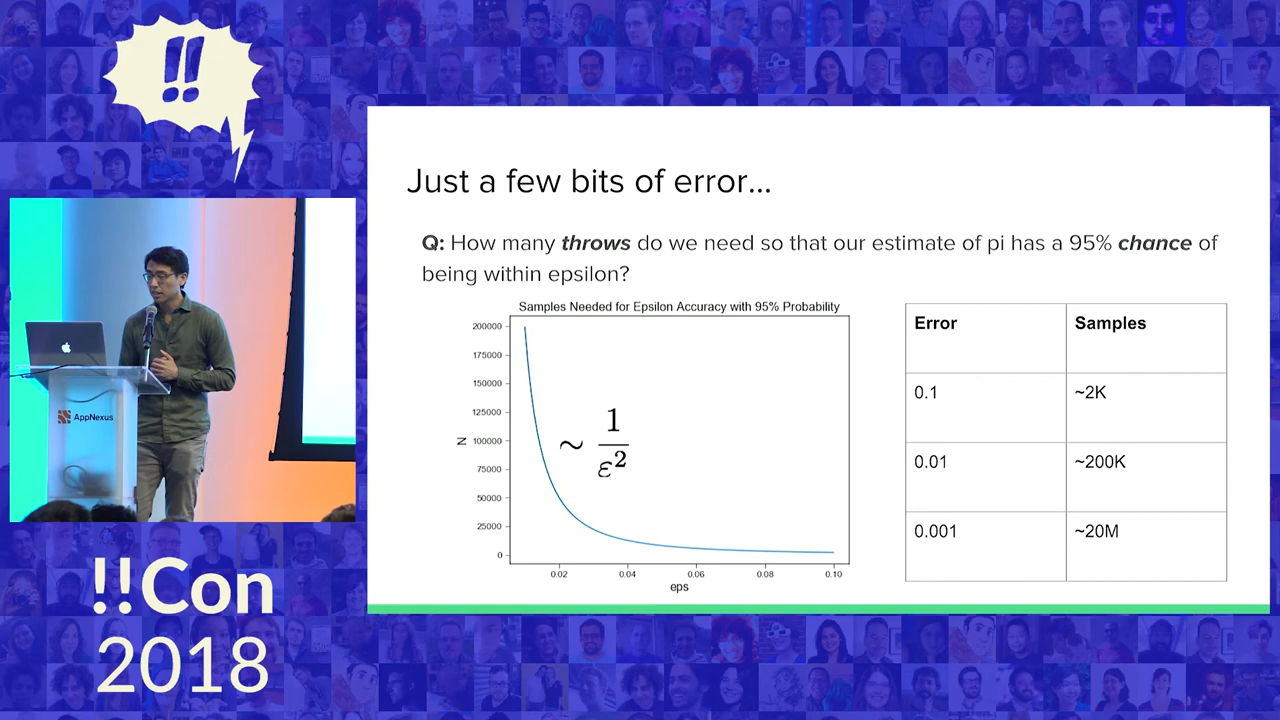 !!
Just a few bits of error...
Q: How many throws do we need so that our estimate of pi has a 95% chance of
being within epsilon?
Samples Needed for Epsilon Accuracy with 95% Probability
200000
175000
150000
125000
100000
75000
50000
25000
0
N
~ 1/ε²
0.02 0.04 0.06 0.08 0.10
eps
Error Samples
0.1 ~2K
0.01 ~200K
0.001 ~20M
AppNexus
!!Con
2018